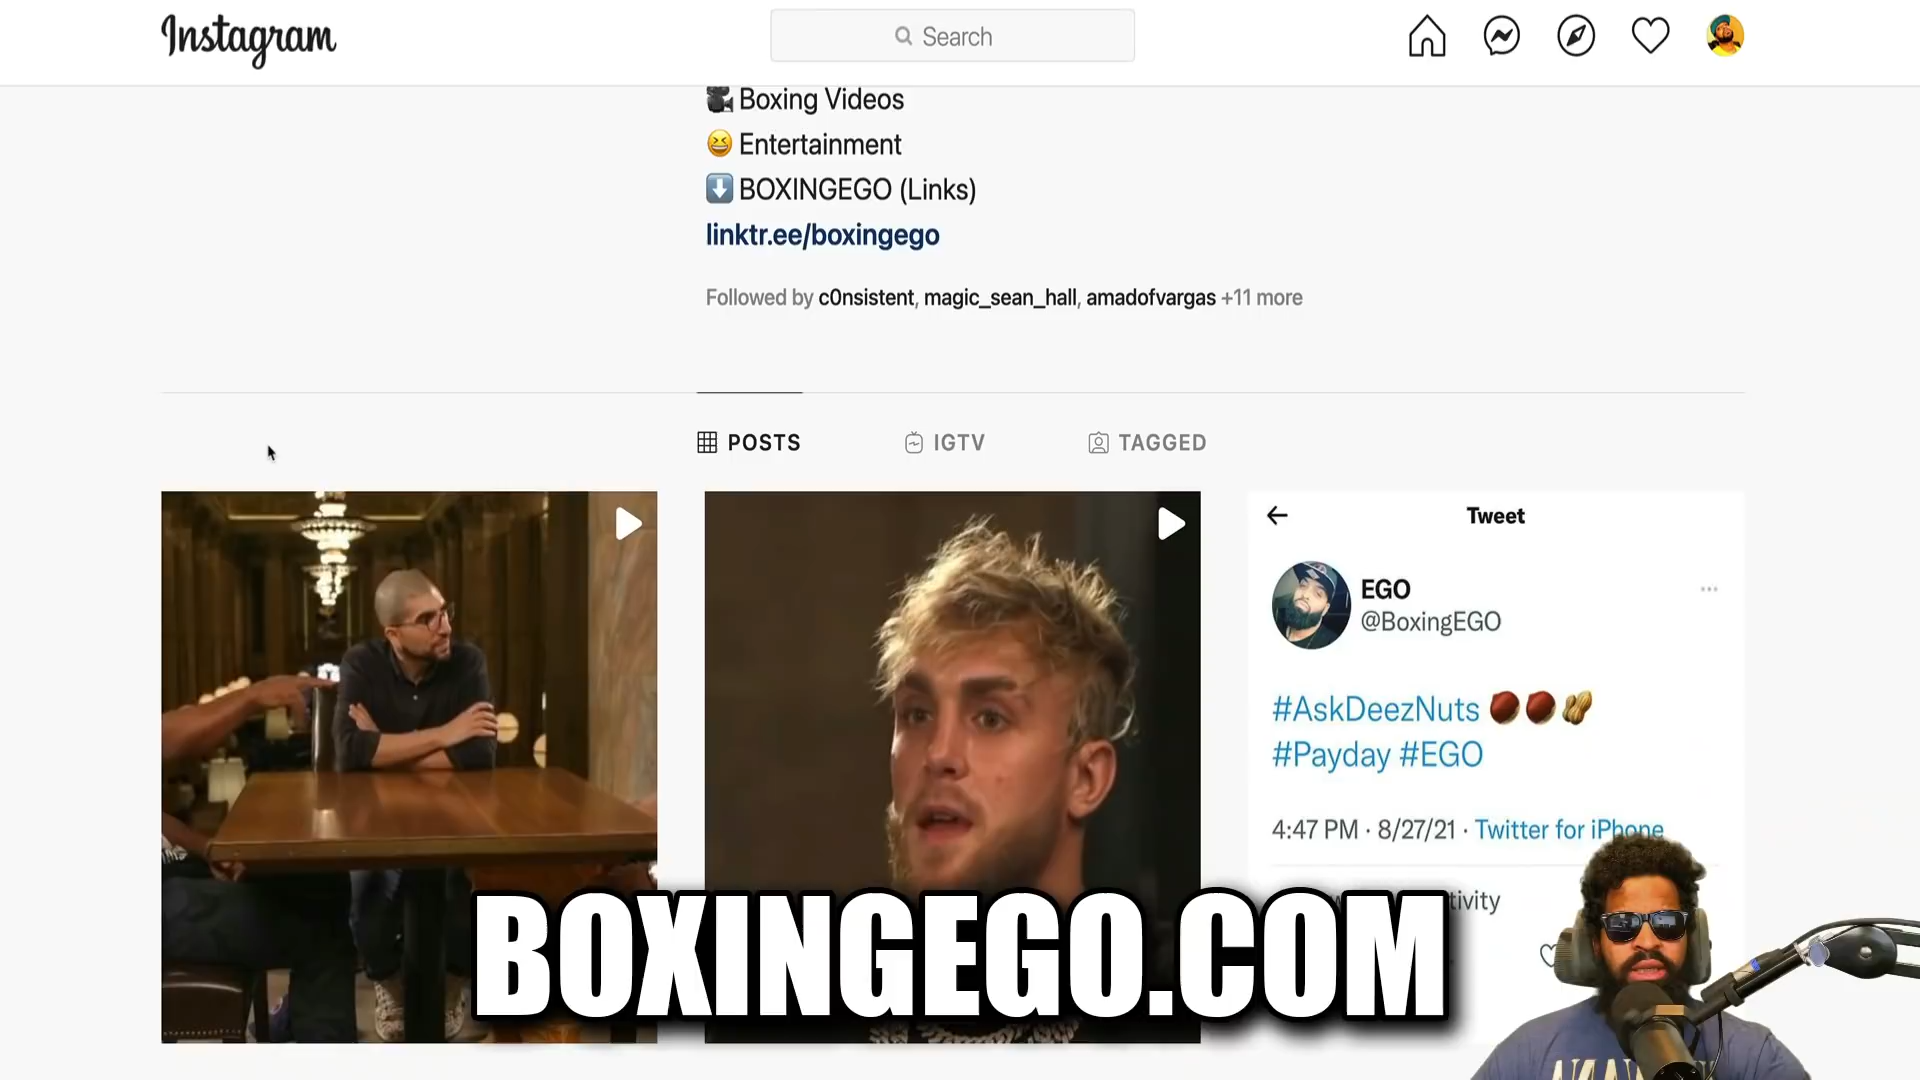 Instagram
Search
Boxing Videos
Entertainment
BOXINGEGO (Links)
linktr.ee/boxingego
Followed by c0nsistent, magic_sean_hall, amadofvargas +11 more
POSTS
IGTV
TAGGED
Tweet
EGO
@BoxingEGO
#AskDeezNuts
#Payday #EGO
4:47 PM · 8/27/21 · Twitter for iPhone
BOXINGEGO.COM